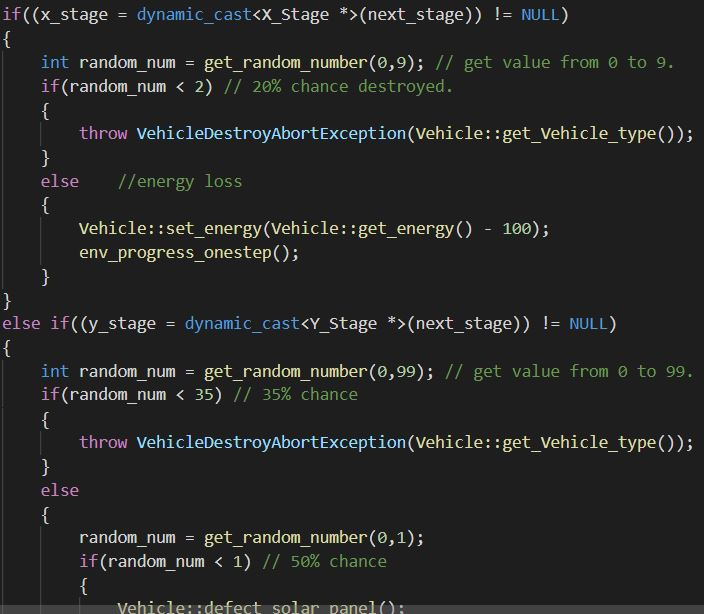 if((x_stage = dynamic_cast<X_Stage *>(next_stage)) != NULL)
{
int random_num = get_random_number(0,9); // get value from 0 to 9.
if(random_num < 2) // 20% chance destroyed.
{
throw VehicleDestroyAbortException(Vehicle::get_Vehicle_type());
}
else    //energy loss
{
Vehicle::set_energy(Vehicle::get_energy() - 100);
env_progress_onestep();
}
}
else if((y_stage = dynamic_cast<Y_Stage *>(next_stage)) != NULL)
{
int random_num = get_random_number(0,99); // get value from 0 to 99.
if(random_num < 35) // 35% chance
{
throw VehicleDestroyAbortException(Vehicle::get_Vehicle_type());
}
else
{
random_num = get_random_number(0,1);
if(random_num < 1) // 50% chance
{
Vehicle::defect_solar_panel();